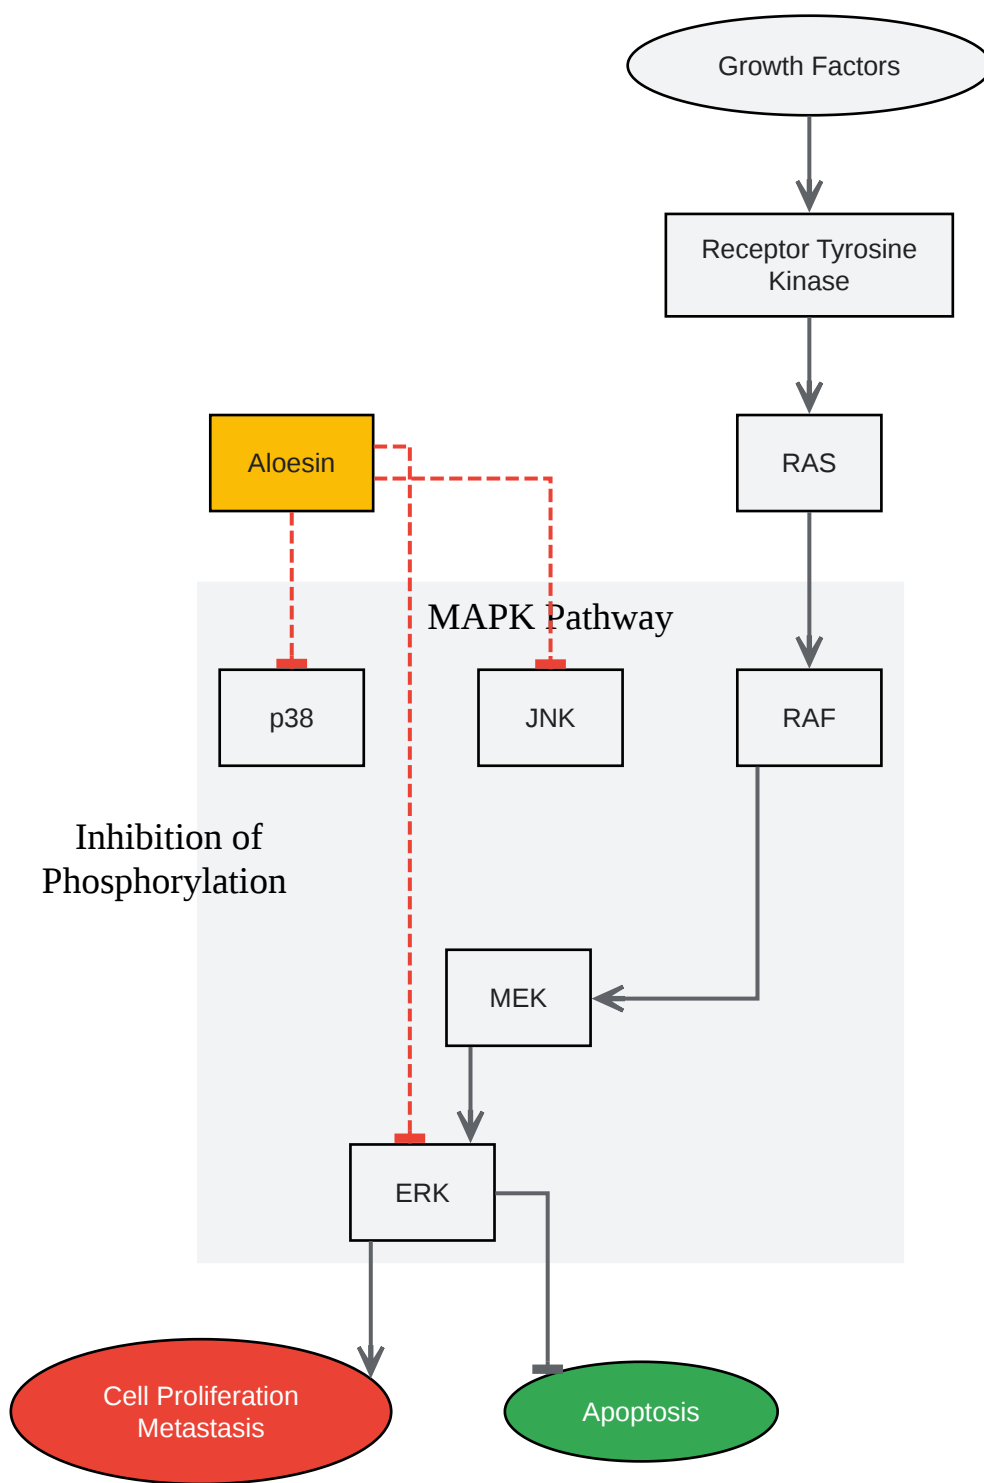 Growth Factors
Receptor Tyrosine
Kinase
Aloesin
RAS
MAPK Pathway
p38
JNK
RAF
Inhibition of
Phosphorylation
MEK
ERK
Cell Proliferation
Metastasis
Apoptosis